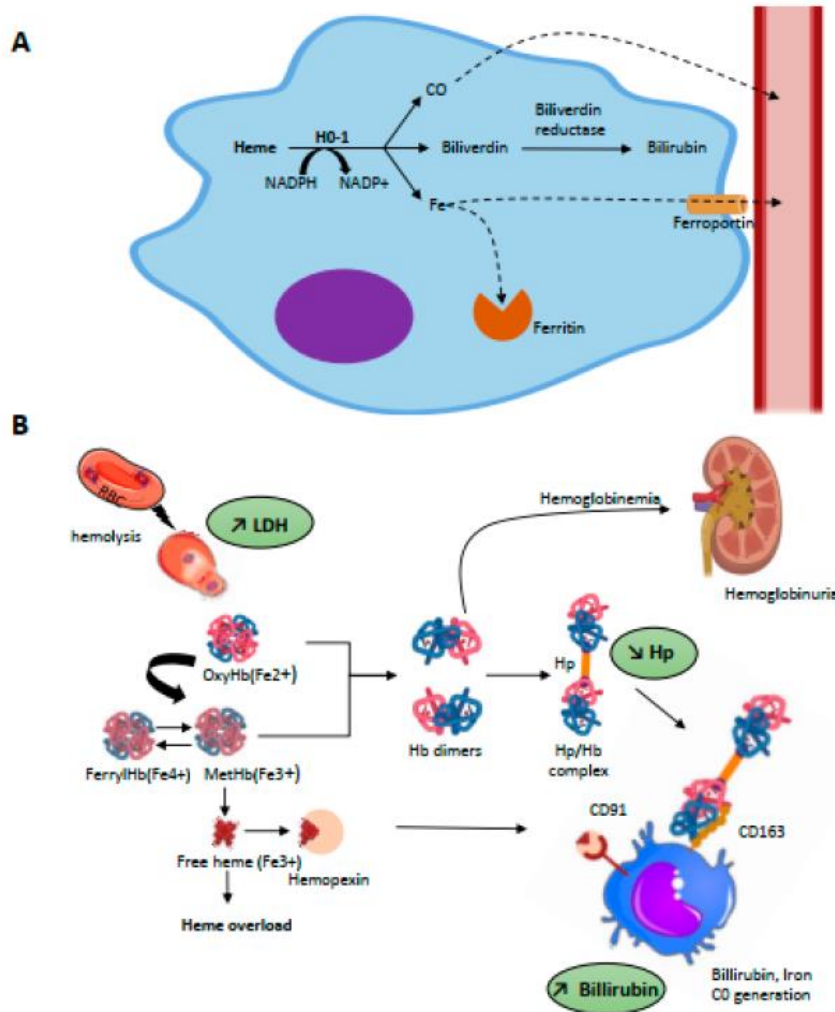 A
CO
Biliverdin
reductase
Heme
H0-1
Biliverdin
Bilirubin
NADPH
NADP+
Fe
Ferroportin
Ferritin
B
RBC
hemolysis
↗ LDH
Hemoglobinemia
Hemoglobinuria
OxyHb(Fe2+)
Hp
↘ Hp
FerrylHb(Fe4+)
MetHb(Fe3+)
Hb dimers
Hp/Hb
complex
CD91
CD163
Free heme (Fe3+)
Hemopexin
Heme overload
↗ Billirubin
Billirubin, Iron
C0 generation